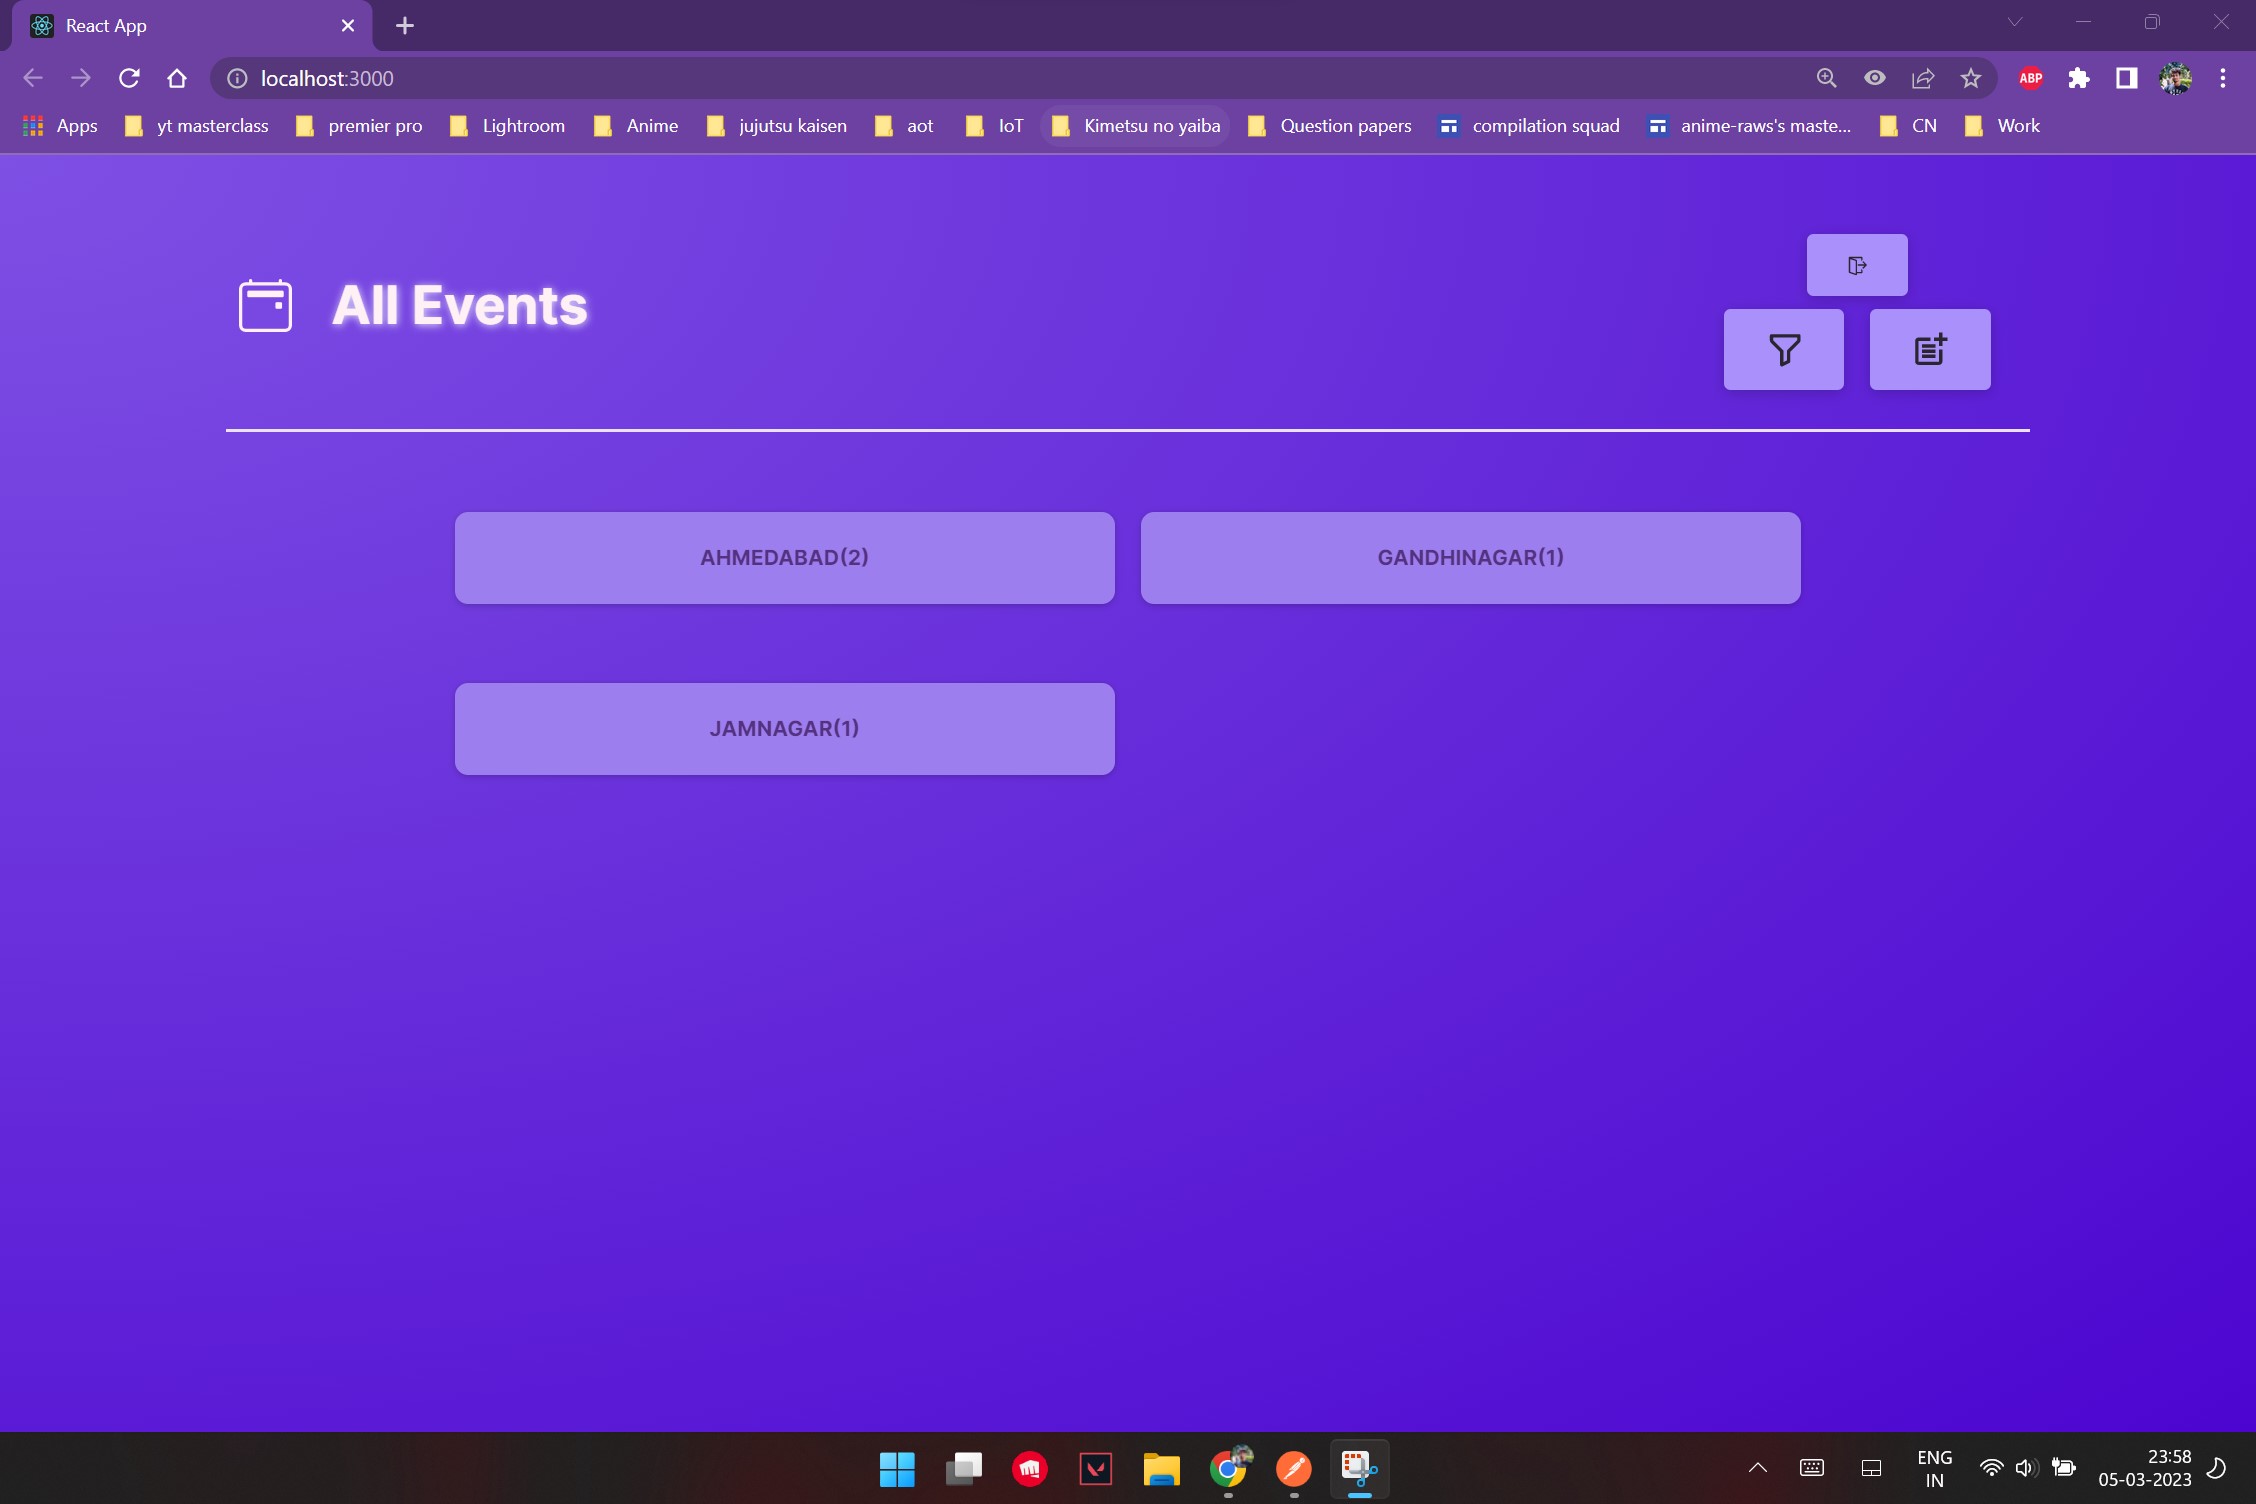 React App
localhost:3000
ABP
Apps yt masterclass premier pro Lightroom Anime jujutsu kaisen aot IoT Kimetsu no yaiba Question papers compilation squad anime-raws's maste... CN Work
All Events
AHMEDABAD(2) GANDHINAGAR(1)
JAMNAGAR(1)
ENG 23:58
IN 05-03-2023